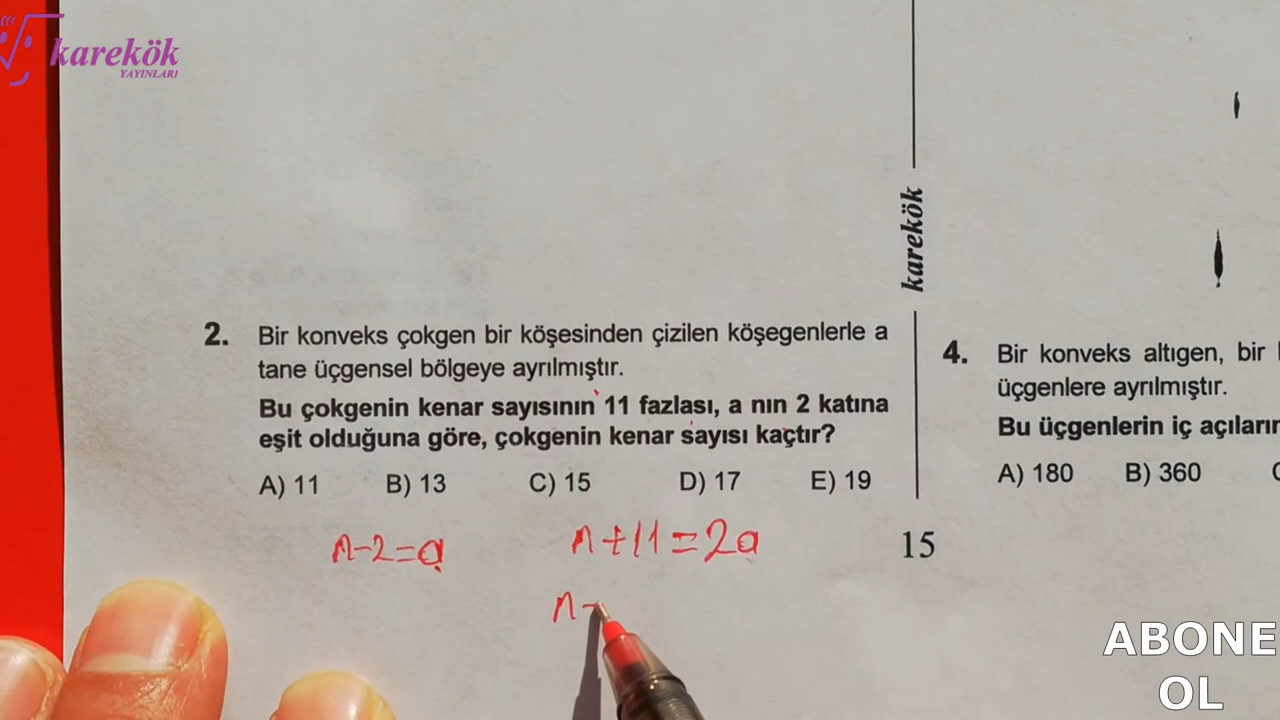 karekök
YAYINLARI
2. Bir konveks çokgen bir köşesinden çizilen köşegenlerle a
tane üçgensel bölgeye ayrılmıştır.
Bu çokgenin kenar sayısının 11 fazlası, a nın 2 katına
eşit olduğuna göre, çokgenin kenar sayısı kaçtır?
A) 11 B) 13 C) 15 D) 17 E) 19
n-2=a n+11=2a
n-
karekök
15
4. Bir konveks altıgen, bir
üçgenlere ayrılmıştır.
Bu üçgenlerin iç açıların
A) 180 B) 360
ABONE
OL